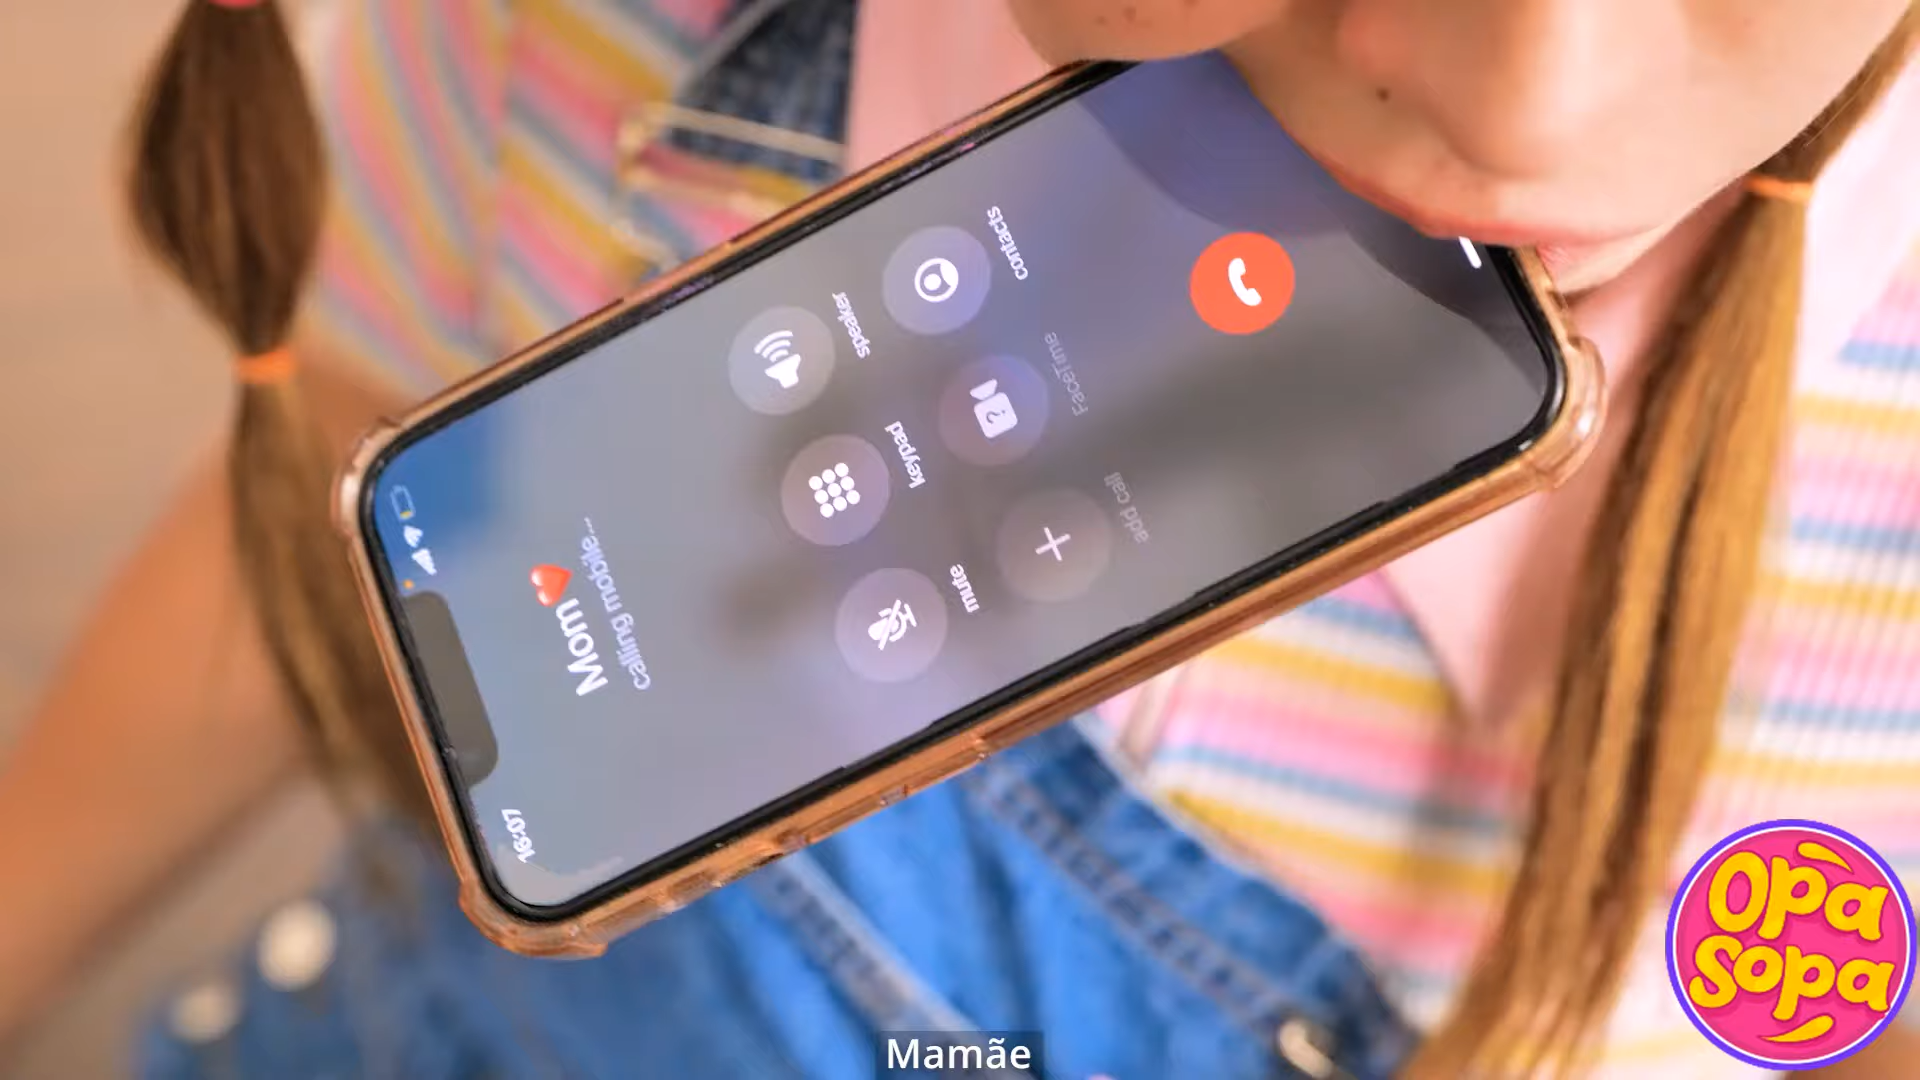 16:07
Mom❤️
calling mobile...
mute
keypad
speaker
add call
FaceTime
contacts
Opa
Sopa
Mamãe